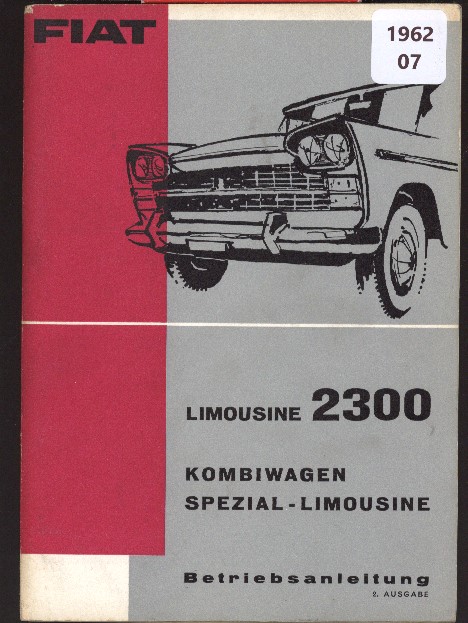 FIAT
1962
07
LIMOUSINE 2300
KOMBIWAGEN
SPEZIAL-LIMOUSINE
Betriebsanleitung
2. AUSGABE